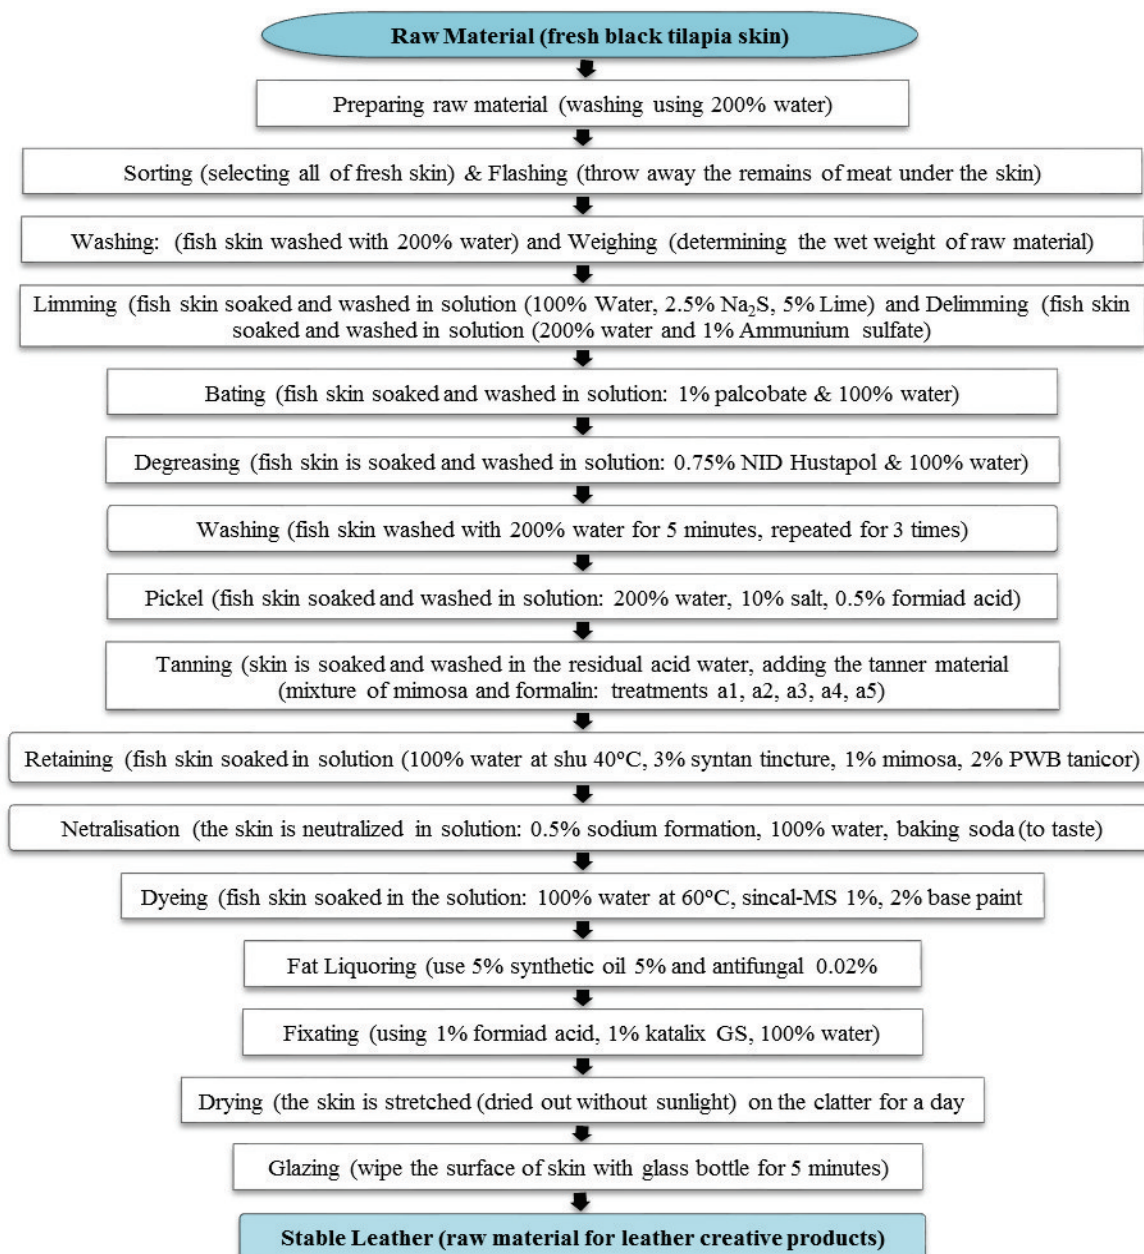 Raw Material (fresh black tilapia skin)
Preparing raw material (washing using 200% water)
Sorting (selecting all of fresh skin) & Flashing (throw away the remains of meat under the skin)
Washing: (fish skin washed with 200% water) and Weighing (determining the wet weight of raw material)
Limming (fish skin soaked and washed in solution (100% Water, 2.5% Na₂S, 5% Lime) and Delimming (fish skin
soaked and washed in solution (200% water and 1% Ammunium sulfate)
Bating (fish skin soaked and washed in solution: 1% palcobate & 100% water)
Degreasing (fish skin is soaked and washed in solution: 0.75% NID Hustapol & 100% water)
Washing (fish skin washed with 200% water for 5 minutes, repeated for 3 times)
Pickel (fish skin soaked and washed in solution: 200% water, 10% salt, 0.5% formiad acid)
Tanning (skin is soaked and washed in the residual acid water, adding the tanner material
(mixture of mimosa and formalin: treatments a1, a2, a3, a4, a5)
Retaining (fish skin soaked in solution (100% water at shu 40°C, 3% syntan tincture, 1% mimosa, 2% PWB tanicor)
Netralisation (the skin is neutralized in solution: 0.5% sodium formation, 100% water, baking soda (to taste)
Dyeing (fish skin soaked in the solution: 100% water at 60°C, sincal-MS 1%, 2% base paint
Fat Liquoring (use 5% synthetic oil 5% and antifungal 0.02%
Fixating (using 1% formiad acid, 1% katalix GS, 100% water)
Drying (the skin is stretched (dried out without sunlight) on the clatter for a day
Glazing (wipe the surface of skin with glass bottle for 5 minutes)
Stable Leather (raw material for leather creative products)